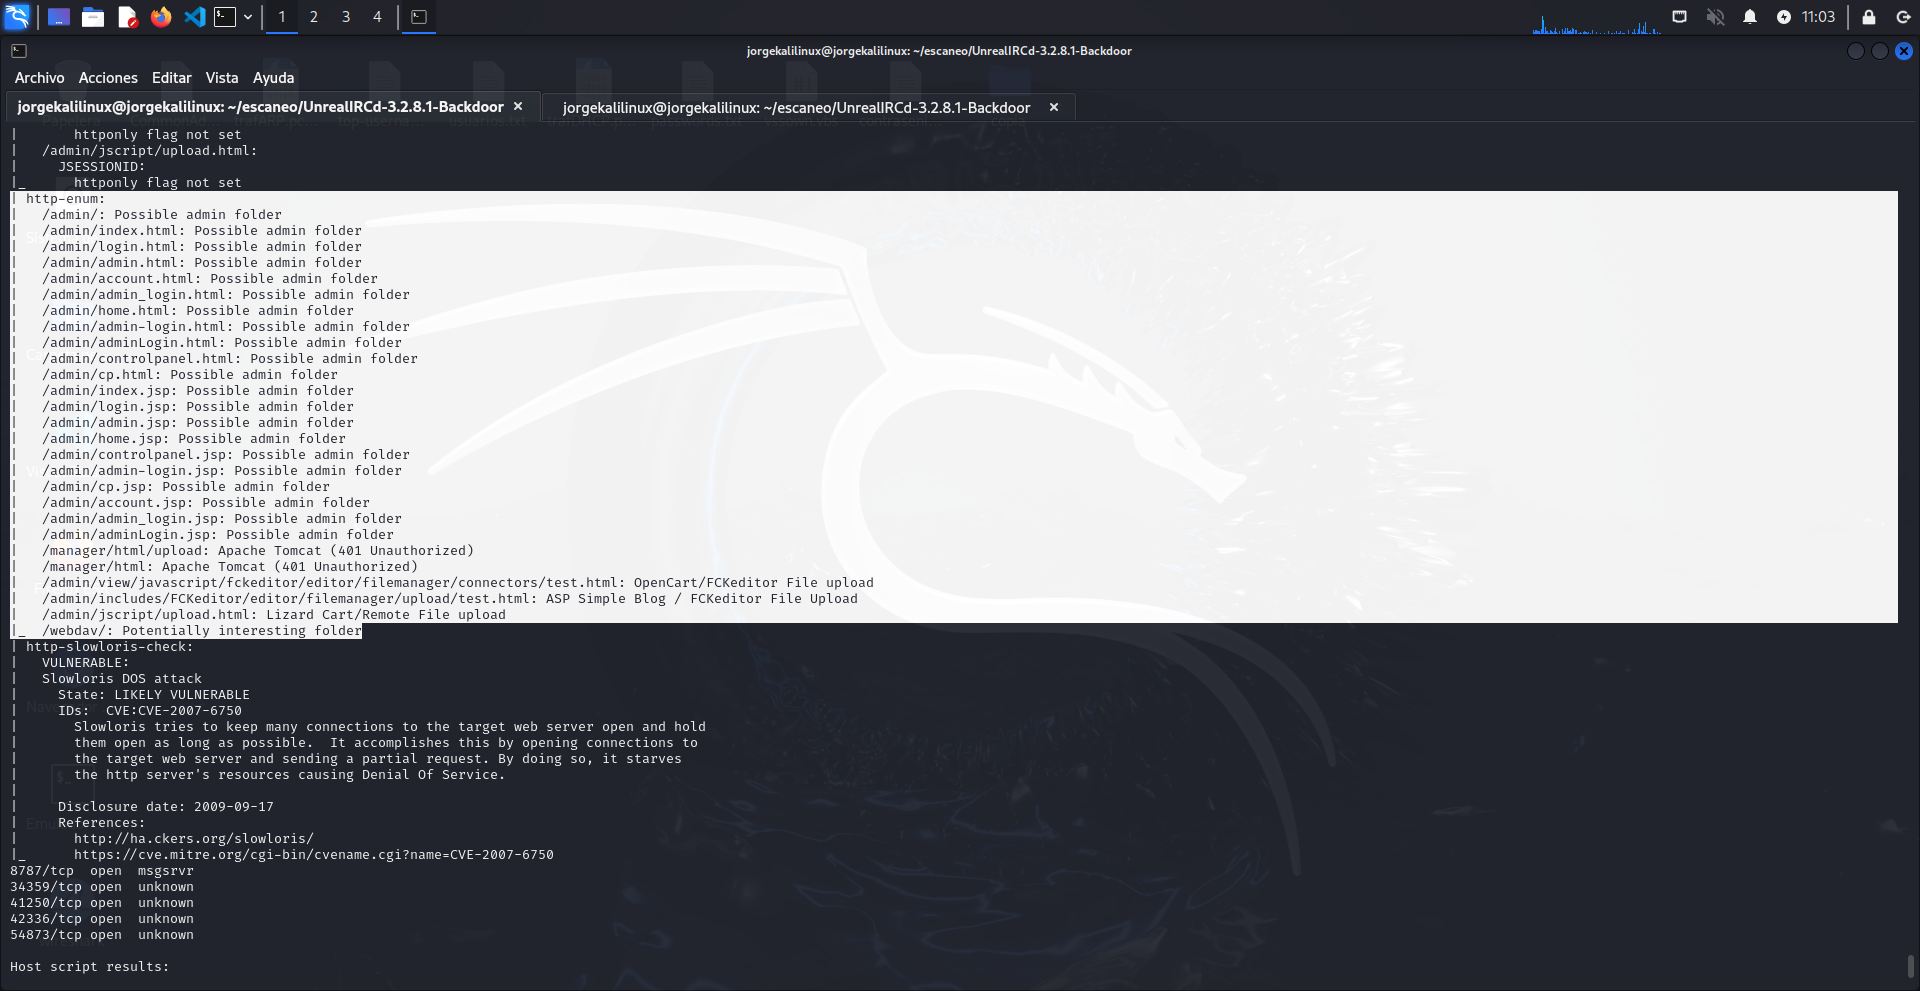 1 2 3 4 11:03
jorgekalilinux@jorgekalilinux: ~/escaneo/UnrealIRCd-3.2.8.1-Backdoor
Archivo Acciones Editar Vista Ayuda
jorgekalilinux@jorgekalilinux: ~/escaneo/UnrealIRCd-3.2.8.1-Backdoor × jorgekalilinux@jorgekalilinux: ~/escaneo/UnrealIRCd-3.2.8.1-Backdoor ×
|       httponly flag not set
|   /admin/jscript/upload.html:
|     JSESSIONID:
|_      httponly flag not set
| http-enum:
|   /admin/: Possible admin folder
|   /admin/index.html: Possible admin folder
|   /admin/login.html: Possible admin folder
|   /admin/admin.html: Possible admin folder
|   /admin/account.html: Possible admin folder
|   /admin/admin_login.html: Possible admin folder
|   /admin/home.html: Possible admin folder
|   /admin/admin-login.html: Possible admin folder
|   /admin/adminLogin.html: Possible admin folder
|   /admin/controlpanel.html: Possible admin folder
|   /admin/cp.html: Possible admin folder
|   /admin/index.jsp: Possible admin folder
|   /admin/login.jsp: Possible admin folder
|   /admin/admin.jsp: Possible admin folder
|   /admin/home.jsp: Possible admin folder
|   /admin/controlpanel.jsp: Possible admin folder
|   /admin/admin-login.jsp: Possible admin folder
|   /admin/cp.jsp: Possible admin folder
|   /admin/account.jsp: Possible admin folder
|   /admin/admin_login.jsp: Possible admin folder
|   /admin/adminLogin.jsp: Possible admin folder
|   /manager/html/upload: Apache Tomcat (401 Unauthorized)
|   /manager/html: Apache Tomcat (401 Unauthorized)
|   /admin/view/javascript/fckeditor/editor/filemanager/connectors/test.html: OpenCart/FCKeditor File upload
|   /admin/includes/FCKeditor/editor/filemanager/upload/test.html: ASP Simple Blog / FCKeditor File Upload
|   /admin/jscript/upload.html: Lizard Cart/Remote File upload
|_  /webdav/: Potentially interesting folder
| http-slowloris-check:
|   VULNERABLE:
|   Slowloris DOS attack
|     State: LIKELY VULNERABLE
|     IDs:  CVE:CVE-2007-6750
|       Slowloris tries to keep many connections to the target web server open and hold
|       them open as long as possible.  It accomplishes this by opening connections to
|       the target web server and sending a partial request. By doing so, it starves
|       the http server's resources causing Denial Of Service.
|
|     Disclosure date: 2009-09-17
|     References:
|       http://ha.ckers.org/slowloris/
|_      https://cve.mitre.org/cgi-bin/cvename.cgi?name=CVE-2007-6750
8787/tcp  open  msgsrvr
34359/tcp open  unknown
41250/tcp open  unknown
42336/tcp open  unknown
54873/tcp open  unknown
Host script results: